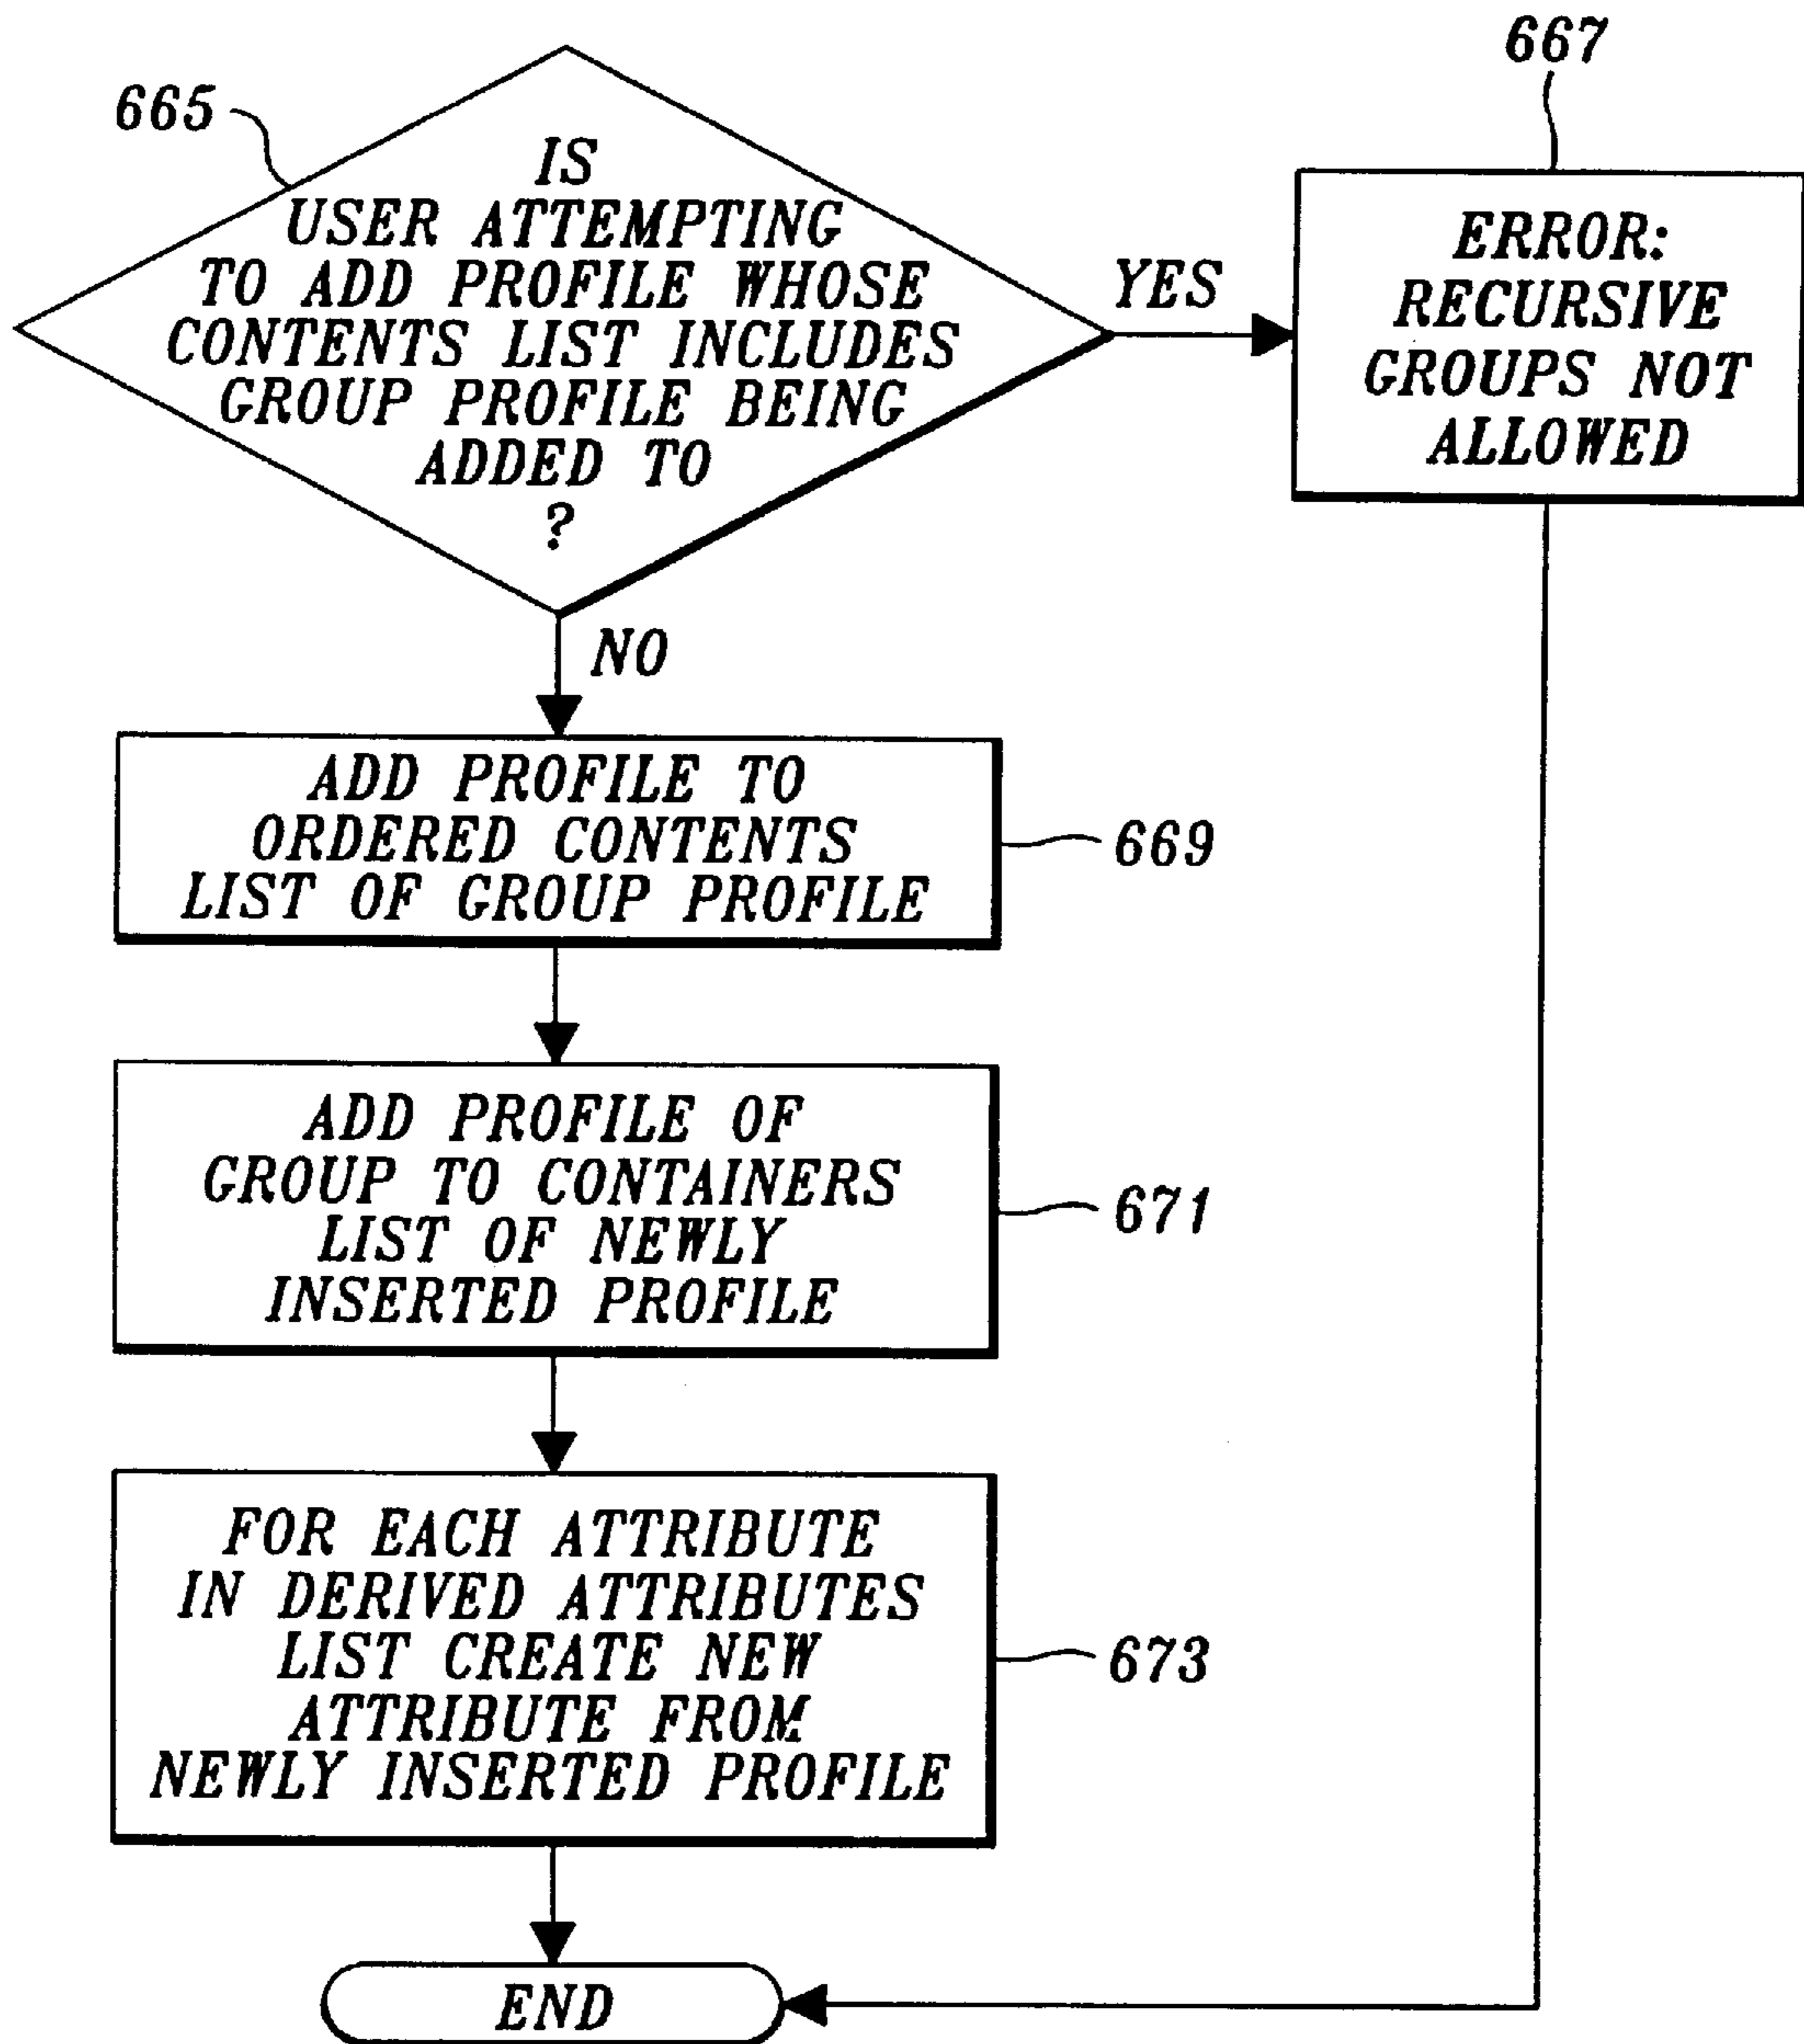 665
IS
USER ATTEMPTING
TO ADD PROFILE WHOSE
CONTENTS LIST INCLUDES
GROUP PROFILE BEING
ADDED TO
?
YES
667
ERROR:
RECURSIVE
GROUPS NOT
ALLOWED
NO
ADD PROFILE TO
ORDERED CONTENTS
LIST OF GROUP PROFILE
669
ADD PROFILE OF
GROUP TO CONTAINERS
LIST OF NEWLY
INSERTED PROFILE
671
FOR EACH ATTRIBUTE
IN DERIVED ATTRIBUTES
LIST CREATE NEW
ATTRIBUTE FROM
NEWLY INSERTED PROFILE
673
END